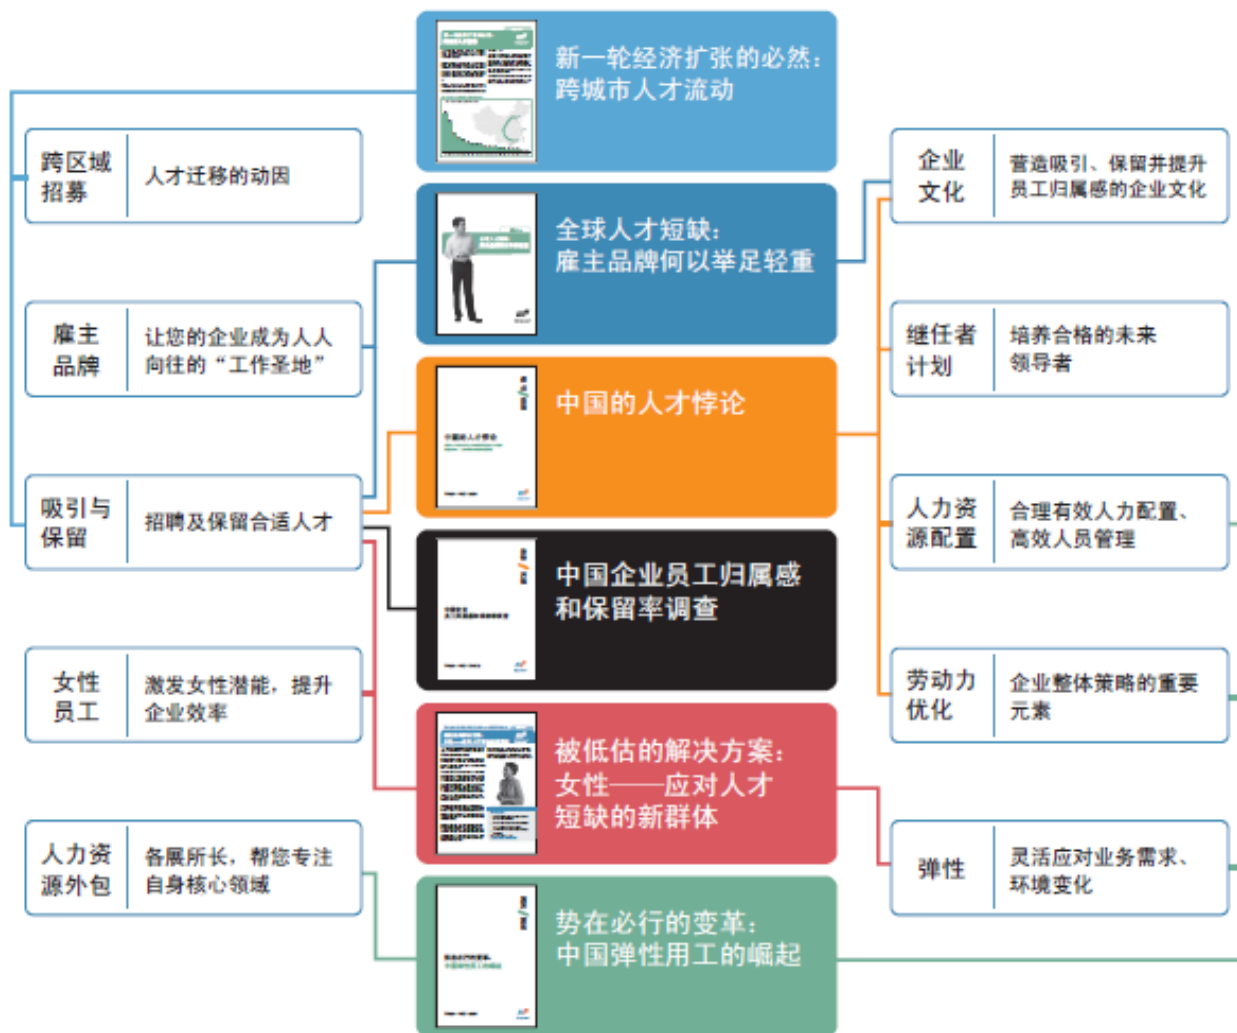 新一轮经济扩张的必然：
跨城市人才流动
跨区域
招募
人才迁移的动因
企业
文化
营造吸引、保留并提升
员工归属感的企业文化
全球人才短缺：
雇主品牌何以举足轻重
雇主
品牌
让您的企业成为人人
向往的“工作圣地”
继任者
计划
培养合格的未来
领导者
中国的人才悖论
中国的人才悖论
吸引与
保留
招聘及保留合适人才
人力资
源配置
合理有效人力配置、
高效人员管理
中国企业员工归属感
和保留率调查
女性
员工
激发女性潜能，提升
企业效率
劳动力
优化
企业整体策略的重要
元素
被低估的解决方案：
女性——应对人才
短缺的新群体
人力资
源外包
各展所长，帮您专注
自身核心领域
弹性
灵活应对业务需求、
环境变化
势在必行的变革：
中国弹性用工的崛起